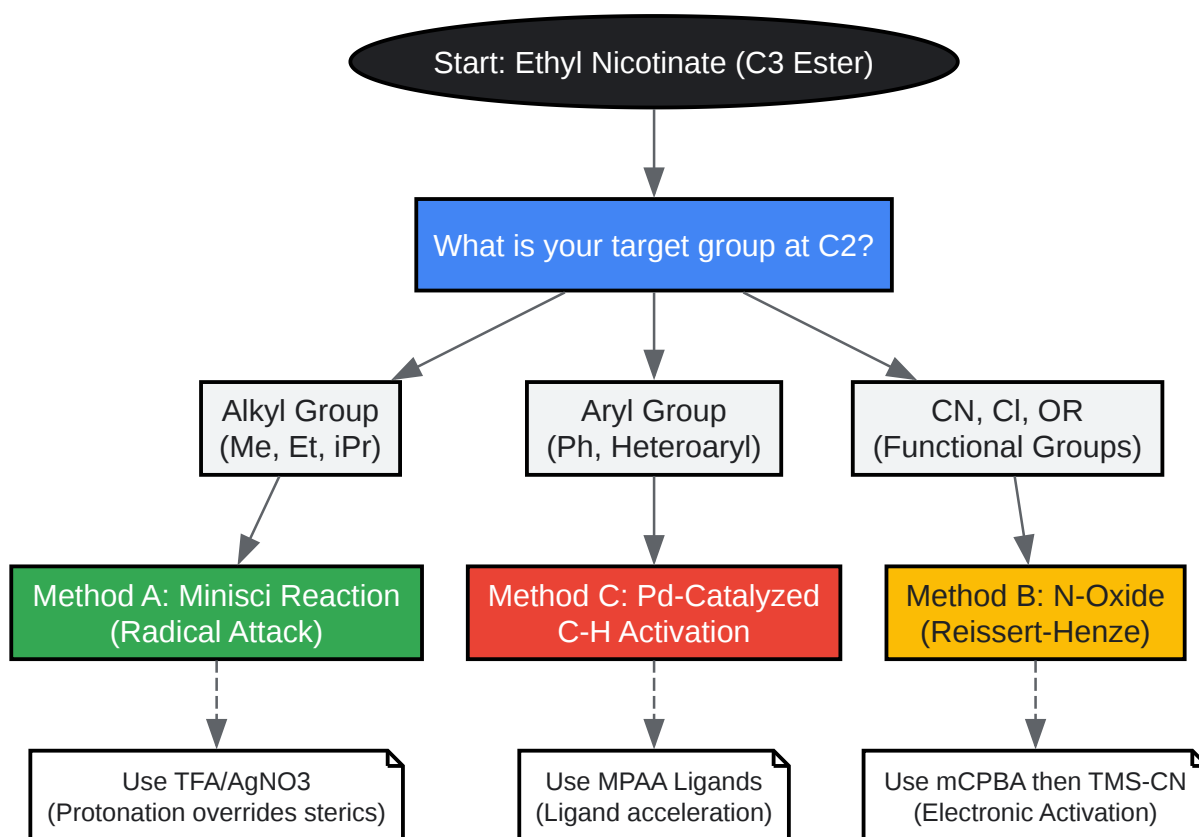 Start: Ethyl Nicotinate (C3 Ester)
What is your target group at C2?
Alkyl Group
(Me, Et, iPr)
Aryl Group
(Ph, Heteroaryl)
CN, Cl, OR
(Functional Groups)
Method A: Minisci Reaction
(Radical Attack)
Method C: Pd-Catalyzed
C-H Activation
Method B: N-Oxide
(Reissert-Henze)
Use TFA/AgNO3
(Protonation overrides sterics)
Use MPAA Ligands
(Ligand acceleration)
Use mCPBA then TMS-CN
(Electronic Activation)